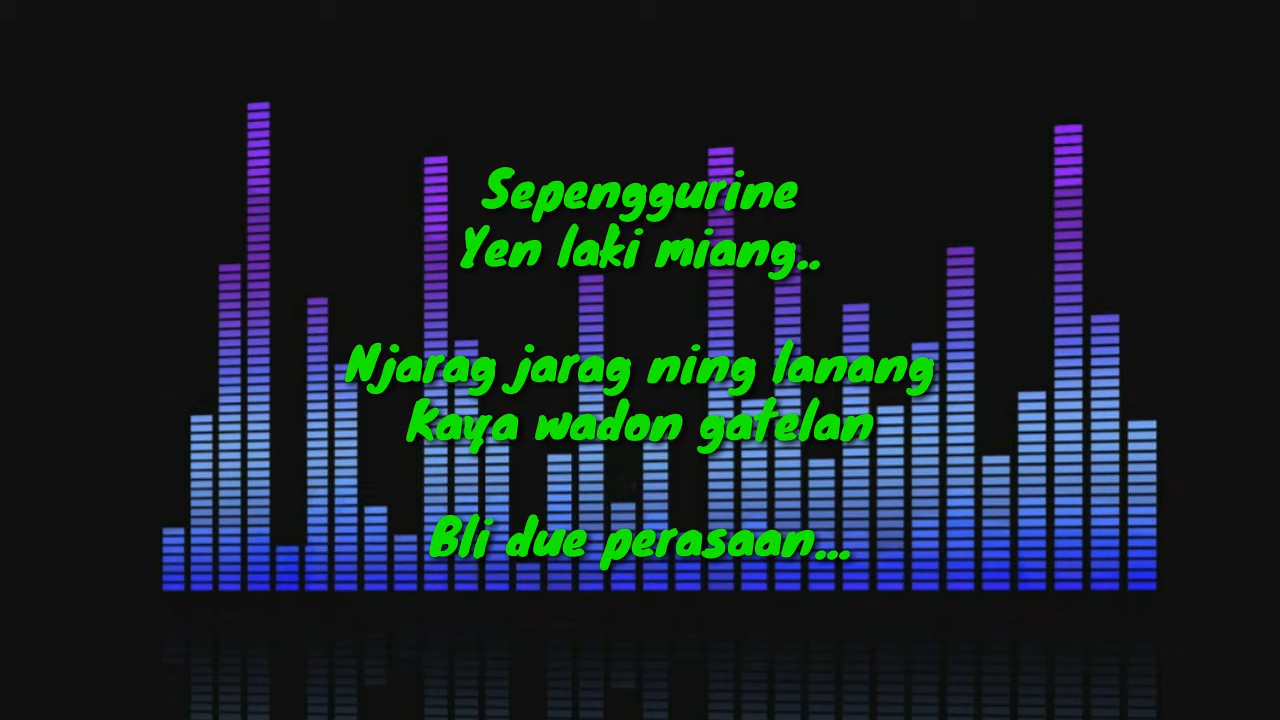 Sepenggurine
Yen laki miang..
Njarag jarag ning lanang
Kaya wadon gatelan
Bli due perasaan...